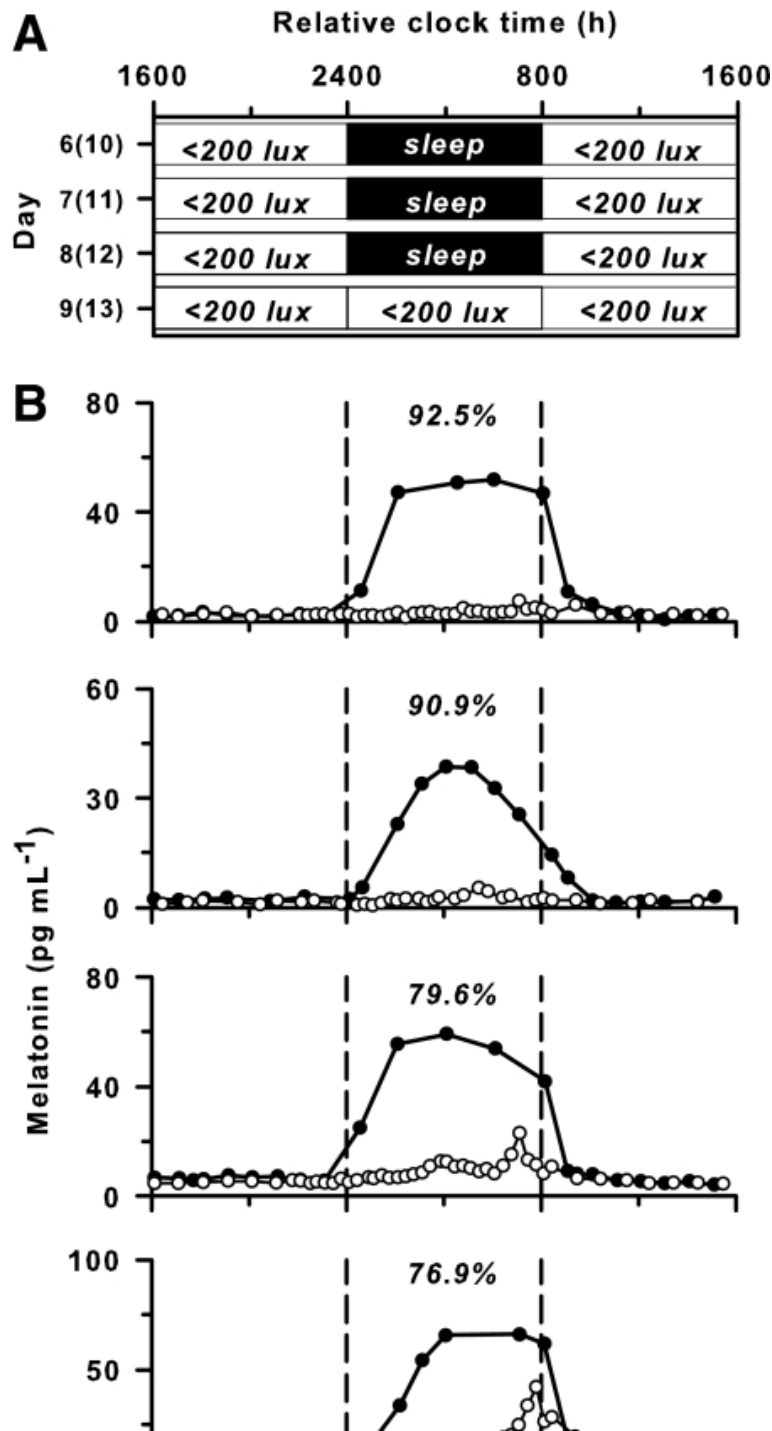 A
Relative clock time (h)
1600 2400 800 1600
Day
6(10) <200 lux sleep <200 lux
7(11) <200 lux sleep <200 lux
8(12) <200 lux sleep <200 lux
9(13) <200 lux <200 lux <200 lux
B
Melatonin (pg mL-1)
80 92.5%
40
0
60 90.9%
30
0
80 79.6%
40
0
100 76.9%
50